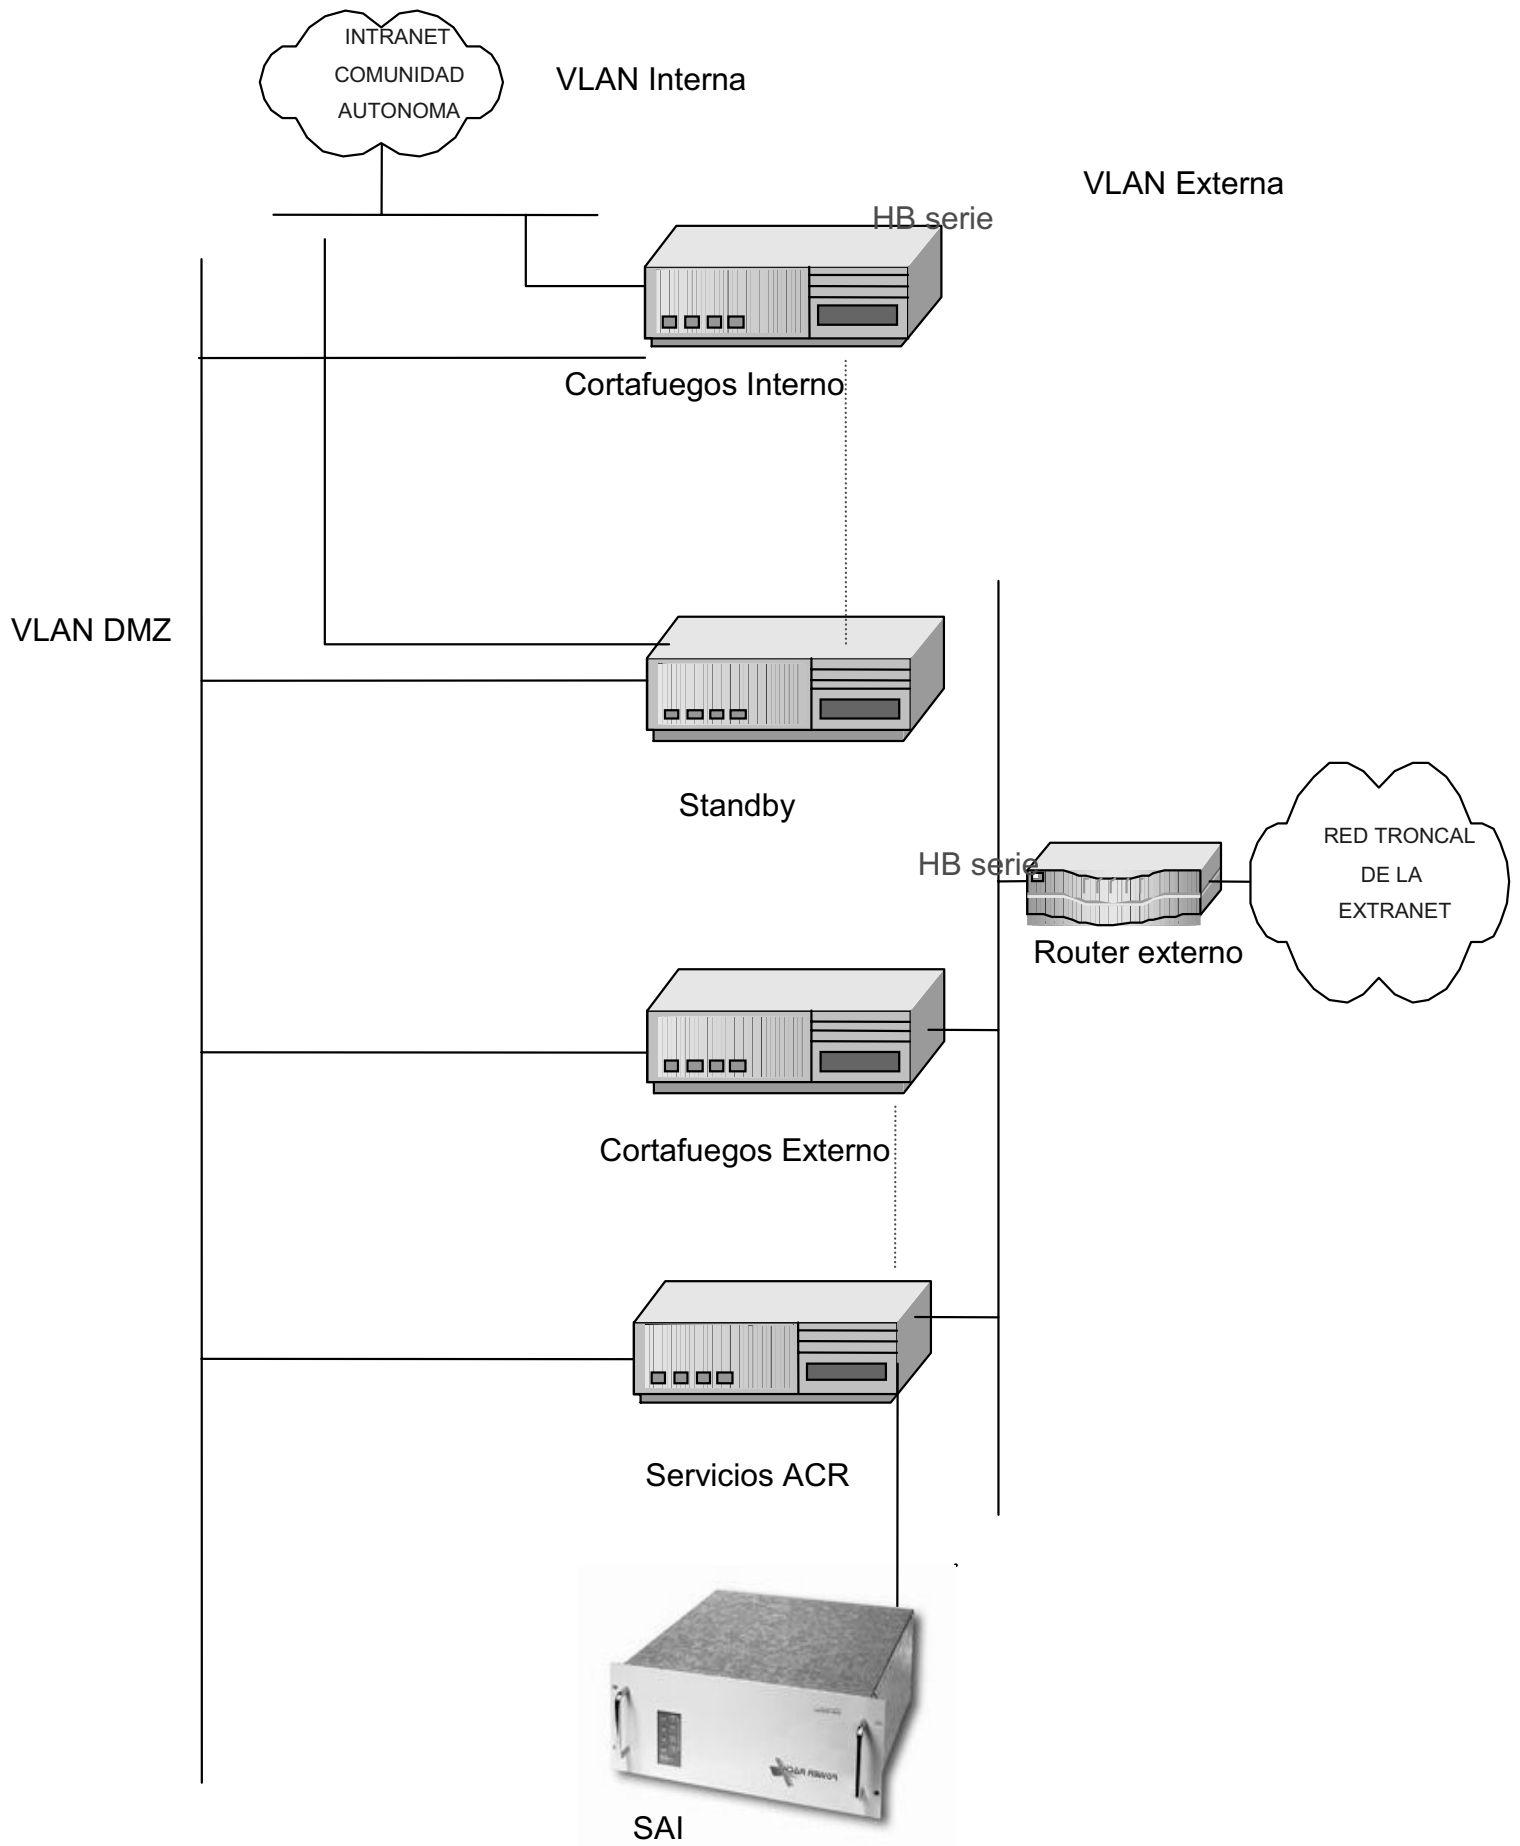 INTRANET
COMUNIDAD
AUTONOMA
VLAN Interna
VLAN Externa
HB serie
Cortafuegos Interno
VLAN DMZ
Standby
RED TRONCAL
DE LA
EXTRANET
HB serie
Router externo
Cortafuegos Externo
Servicios ACR
SAI